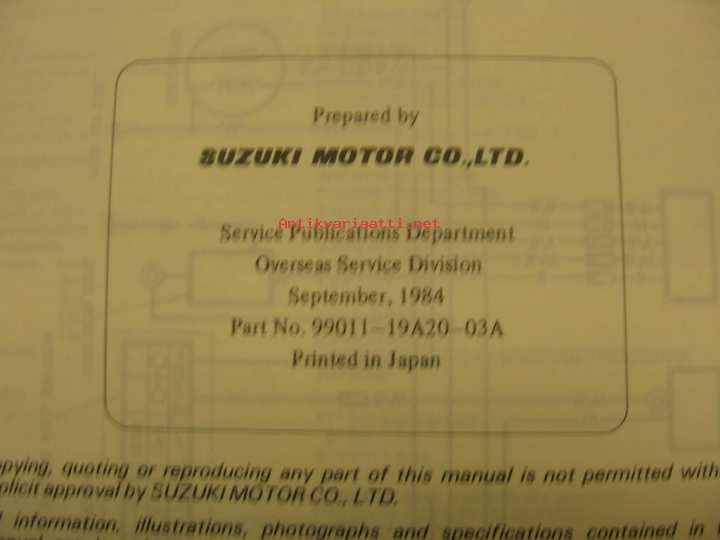 Prepared by
SUZUKI MOTOR CO.,LTD.
Antikvariaatti.net
Service Publications Department
Overseas Service Division
September, 1984
Part No. 99011-19A20-03A
Printed in Japan
opying, quoting or reproducing any part of this manual is not permitted with
plicit approval by SUZUKI MOTOR CO., LTD.
information, illustrations, photographs and specifications contained in